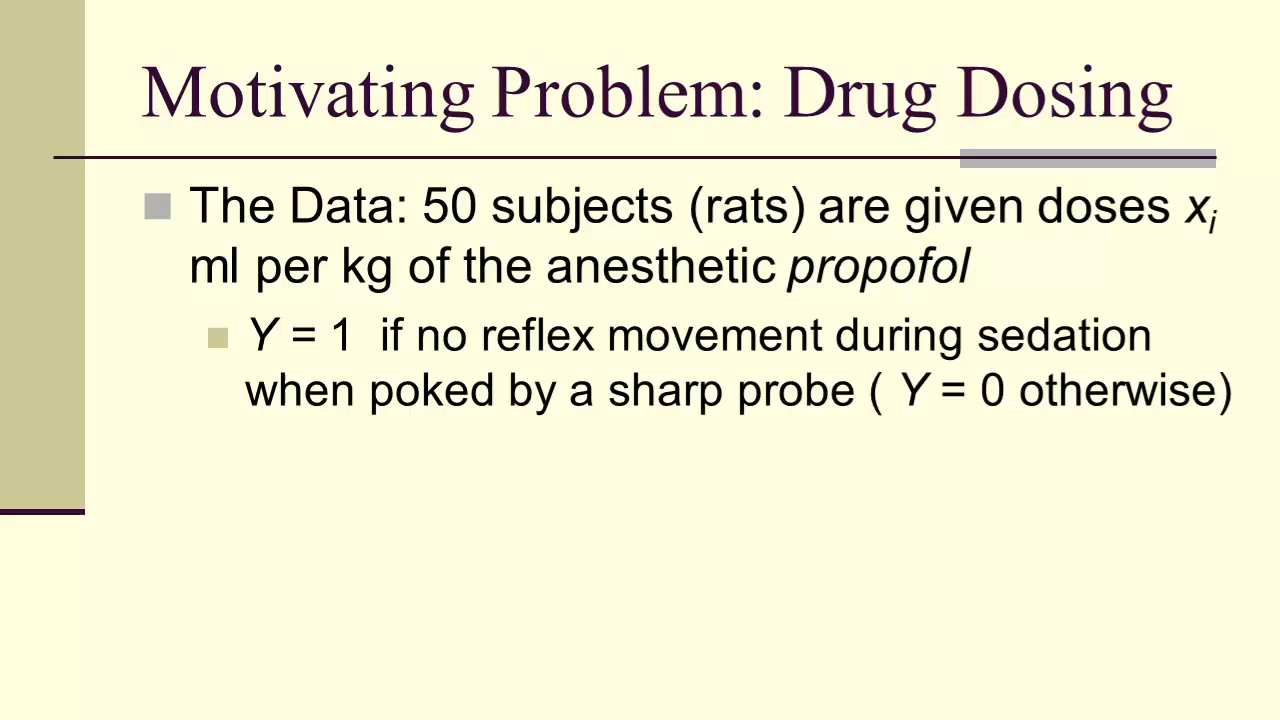 Motivating Problem: Drug Dosing
The Data: 50 subjects (rats) are given doses xᵢ
ml per kg of the anesthetic propofol
Y = 1 if no reflex movement during sedation
when poked by a sharp probe ( Y = 0 otherwise)